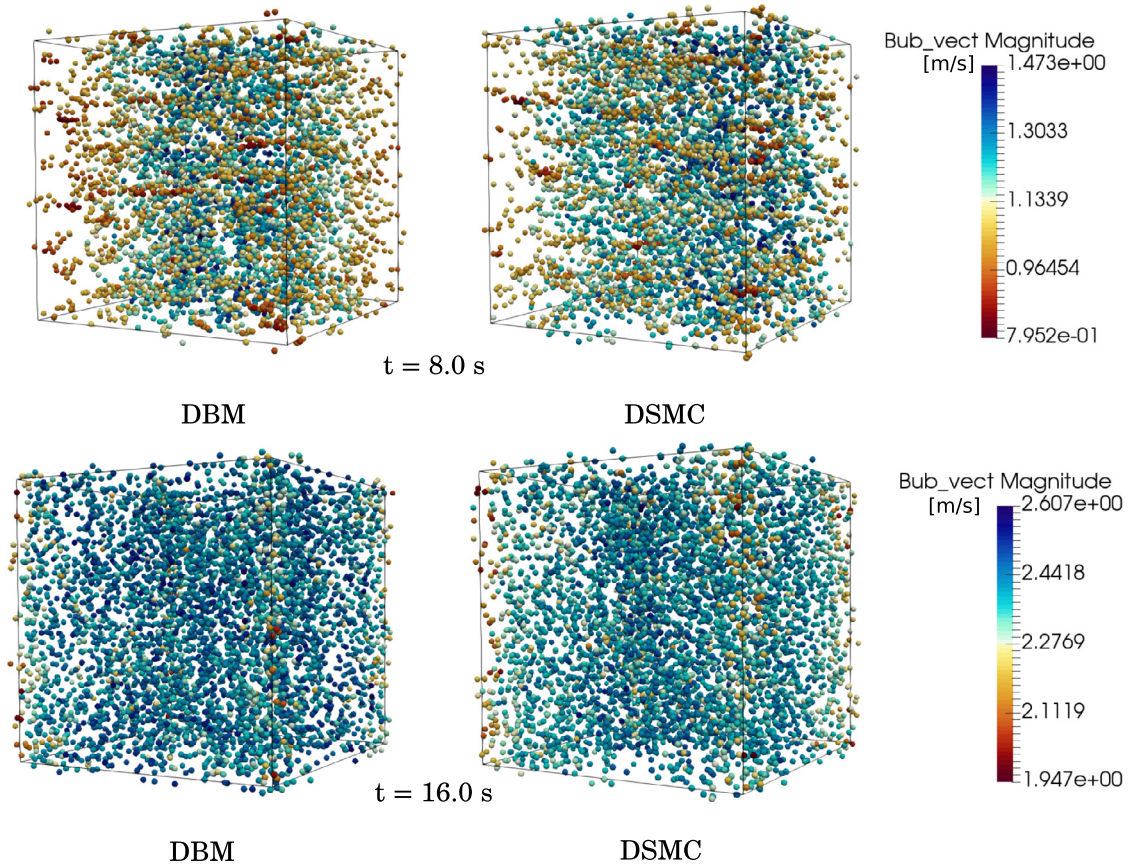 Bub_vect Magnitude
[m/s]
1.473e+00
1.3033
1.1339
0.96454
7.952e-01
t = 8.0 s
DBM
DSMC
Bub_vect Magnitude
[m/s]
2.607e+00
2.4418
2.2769
2.1119
1.947e+00
t = 16.0 s
DBM
DSMC